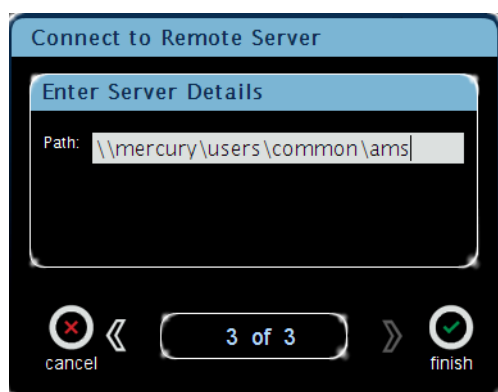 Connect to Remote Server
Enter Server Details
Path: \\mercury\users\common\ams
3 of 3
cancel
finish